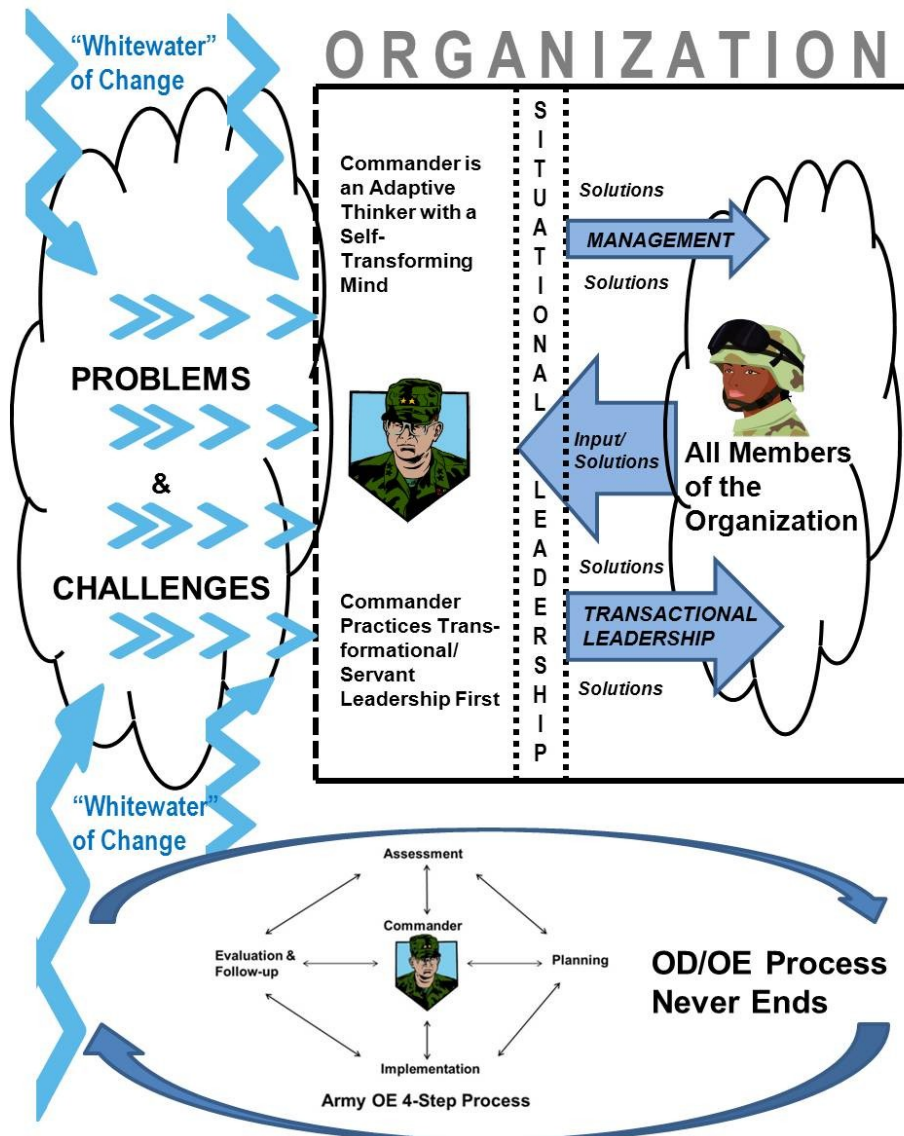 “Whitewater”
of Change
ORGANIZATION
PROBLEMS
&
CHALLENGES
“Whitewater”
of Change
Commander is
an Adaptive
Thinker with a
Self-
Transforming
Mind
Commander
Practices Trans-
formational/
Servant
Leadership First
SITUATIONAL LEADERSHIP
Solutions
MANAGEMENT
Solutions
Input/
Solutions
All Members
of the
Organization
Solutions
TRANSACTIONAL
LEADERSHIP
Solutions
Assessment
Commander
Evaluation &
Follow-up
Planning
Implementation
Army OE 4-Step Process
OD/OE Process
Never Ends